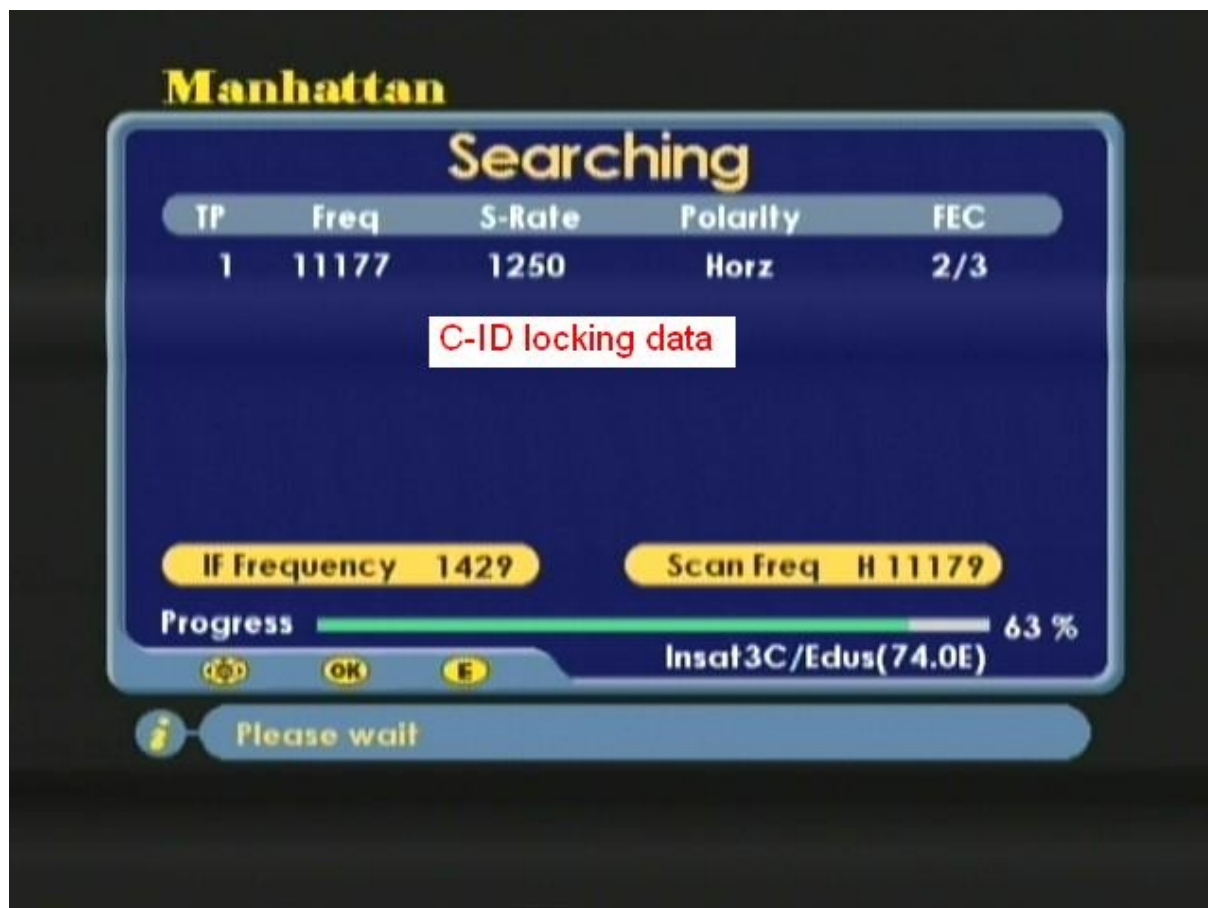 Manhattan
Searching
TP Freq S-Rate Polarity FEC
1 11177 1250 Horz 2/3
C-ID locking data
IF Frequency 1429 Scan Freq H 11179
Progress 63 %
OK E Insat3C/Edus(74.0E)
i Please wait